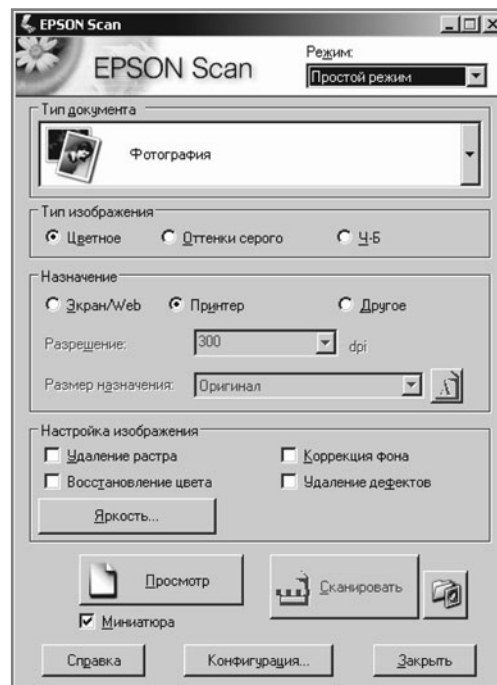 EPSON Scan
EPSON Scan
Режим:
Простой режим
Тип документа
Фотография
Тип изображения
Цветное Оттенки серого Ч-Б
Назначение
Экран/Web Принтер Другое
Разрешение: 300 dpi
Размер назначения: Оригинал
Настройка изображения
Удаление растра Коррекция фона
Восстановление цвета Удаление дефектов
Яркость...
Просмотр Сканировать
Миниатюра
Справка Конфигурация... Закрыть